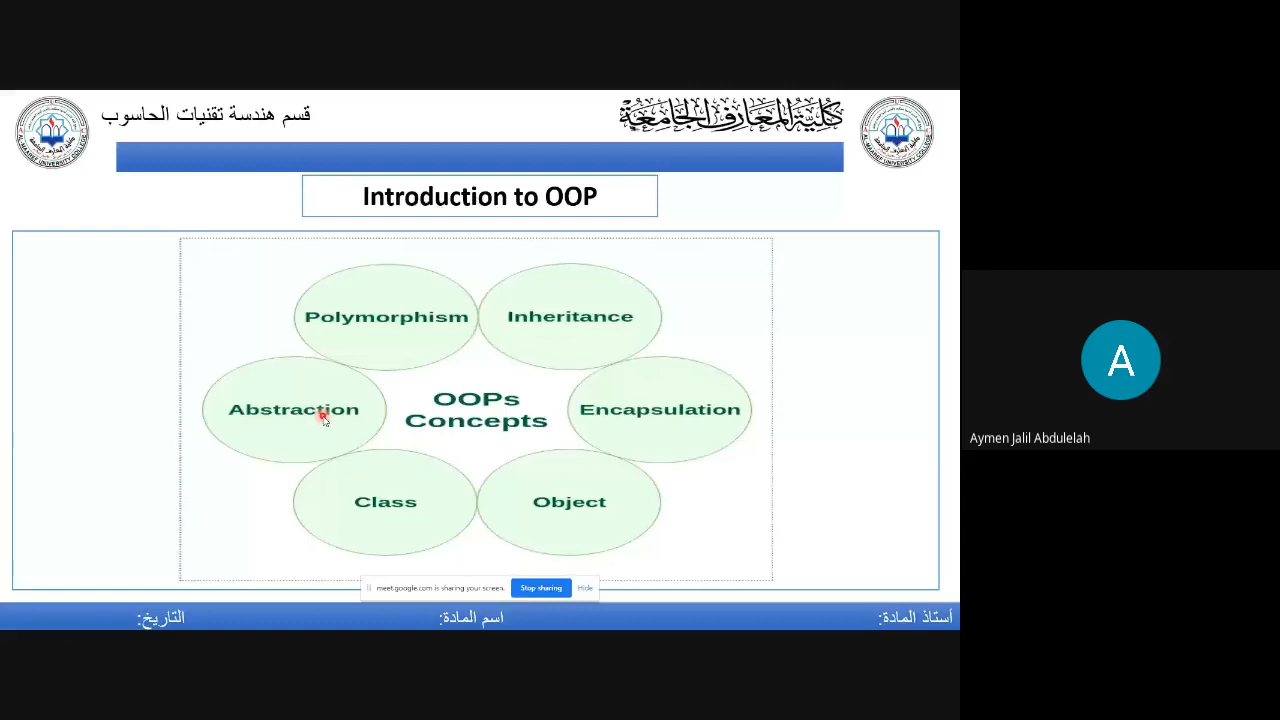 قسم هندسة تقنيات الحاسوب
كلية المعارف الجامعة
Introduction to OOP
Polymorphism
Inheritance
Abstraction
OOPs
Concepts
Encapsulation
Class
Object
meet.google.com is sharing your screen.
Stop sharing
Hide
أستاذ المادة:
اسم المادة:
التاريخ:
A
Aymen Jalil Abdulelah